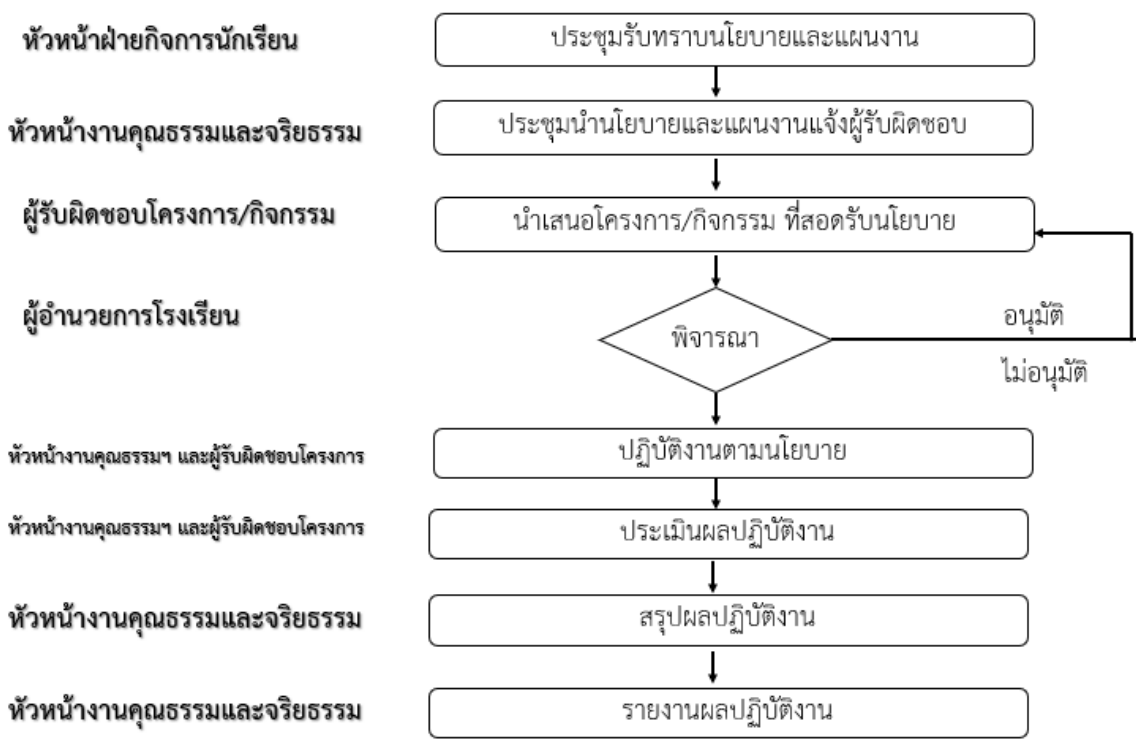 หัวหน้าฝ่ายกิจการนักเรียน
ประชุมรับทราบนโยบายและแผนงาน
หัวหน้างานคุณธรรมและจริยธรรม
ประชุมนำนโยบายและแผนงานแจ้งผู้รับผิดชอบ
ผู้รับผิดชอบโครงการ/กิจกรรม
นำเสนอโครงการ/กิจกรรม ที่สอดรับนโยบาย
ผู้อำนวยการโรงเรียน
พิจารณา
อนุมัติ
ไม่อนุมัติ
หัวหน้างานคุณธรรมฯ และผู้รับผิดชอบโครงการ
ปฏิบัติงานตามนโยบาย
หัวหน้างานคุณธรรมฯ และผู้รับผิดชอบโครงการ
ประเมินผลปฏิบัติงาน
หัวหน้างานคุณธรรมและจริยธรรม
สรุปผลปฏิบัติงาน
หัวหน้างานคุณธรรมและจริยธรรม
รายงานผลปฏิบัติงาน